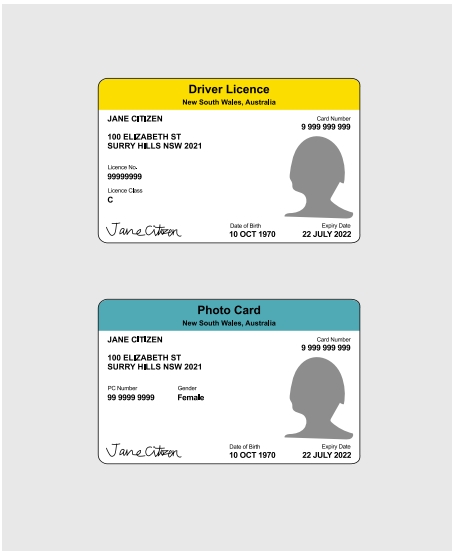 Driver Licence
New South Wales, Australia
JANE CITIZEN
Card Number
9 999 999 999
100 ELIZABETH ST
SURRY HILLS NSW 2021
Licence No.
99999999
Licence Class
C
Jane Citizen
Date of Birth
10 OCT 1970
Expiry Date
22 JULY 2022
Photo Card
New South Wales, Australia
JANE CITIZEN
Card Number
9 999 999 999
100 ELIZABETH ST
SURRY HILLS NSW 2021
PC Number
99 999 9999
Gender
Female
Jane Citizen
Date of Birth
10 OCT 1970
Expiry Date
22 JULY 2022